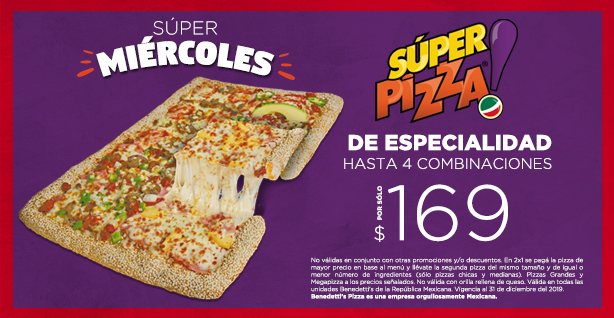 SÚPER
MIÉRCOLES
SÚPER
PIZZA!
DE ESPECIALIDAD
HASTA 4 COMBINACIONES
POR SÓLO
$169
No válidas en conjunto con otras promociones y/o descuentos. En 2x1 se pagá la pizza de
mayor precio en base al menú y llévate la segunda pizza del mismo tamaño y de igual o
menor número de ingredientes (sólo pizzas chicas y medianas). Pizzas Grandes y
Megapizza a los precios señalados. No válida con orilla rellena de queso. Válida en todas las
unidades Benedetti's de la República Mexicana. Vigencia al 31 de diciembre del 2019.
Benedetti's Pizza es una empresa orgullosamente Mexicana.